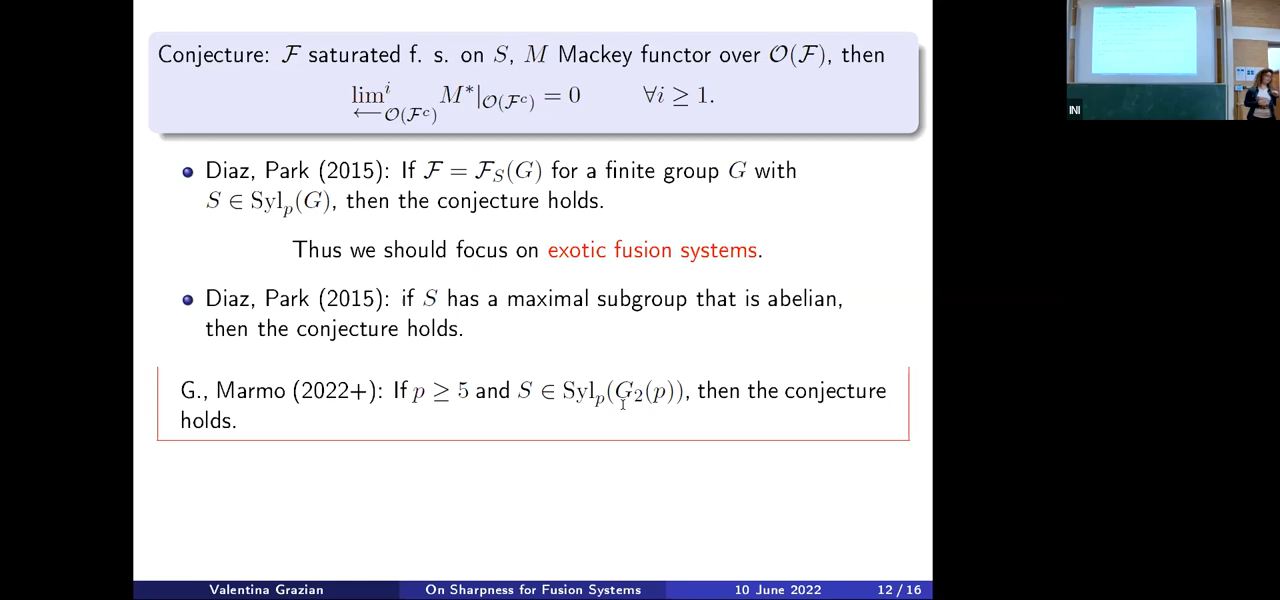 Conjecture: ℱ saturated f. s. on S, M Mackey functor over 𝒪(ℱ), then
lim^i_{←𝒪(ℱ^c)} M*|_{𝒪(ℱ^c)} = 0 ∀i ≥ 1.
Diaz, Park (2015): If ℱ = ℱ_S(G) for a finite group G with
S ∈ Syl_p(G), then the conjecture holds.
Thus we should focus on exotic fusion systems.
Diaz, Park (2015): if S has a maximal subgroup that is abelian,
then the conjecture holds.
G., Marmo (2022+): If p ≥ 5 and S ∈ Syl_p(G_2(p)), then the conjecture
holds.
Valentina Grazian On Sharpness for Fusion Systems 10 June 2022 12 / 16
INI